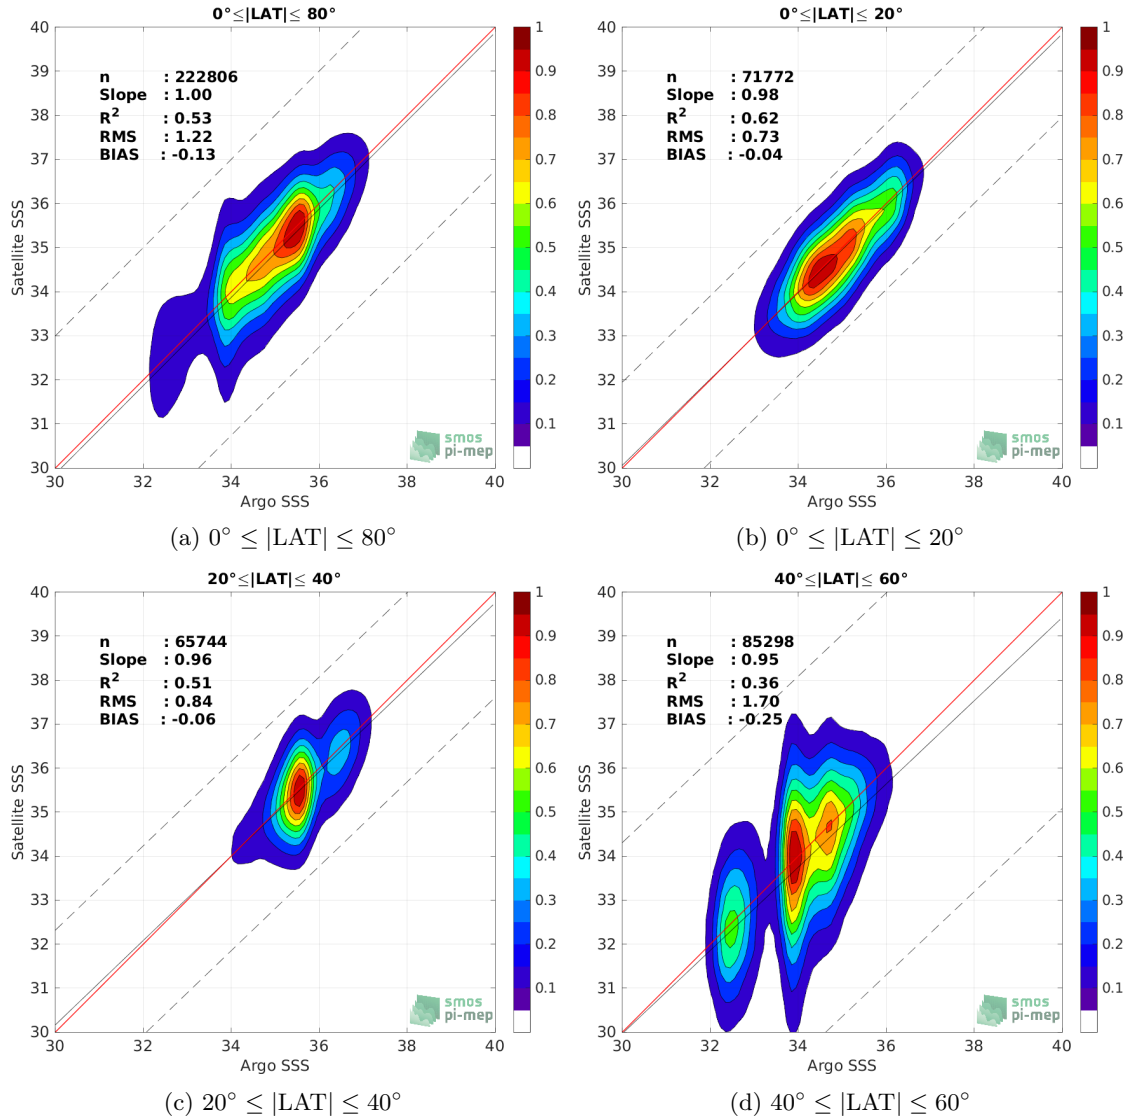 0°≤|LAT|≤ 80°
n : 222806
Slope : 1.00
R² : 0.53
RMS : 1.22
BIAS : -0.13
Satellite SSS
40
39
38
37
36
35
34
33
32
31
30
30 32 34 36 38 40
Argo SSS
1
0.9
0.8
0.7
0.6
0.5
0.4
0.3
0.2
0.1
smos
pi-mep
(a) 0° ≤ |LAT| ≤ 80°
0°≤|LAT|≤ 20°
n : 71772
Slope : 0.98
R² : 0.62
RMS : 0.73
BIAS : -0.04
Satellite SSS
40
39
38
37
36
35
34
33
32
31
30
30 32 34 36 38 40
Argo SSS
1
0.9
0.8
0.7
0.6
0.5
0.4
0.3
0.2
0.1
smos
pi-mep
(b) 0° ≤ |LAT| ≤ 20°
20°≤|LAT|≤ 40°
n : 65744
Slope : 0.96
R² : 0.51
RMS : 0.84
BIAS : -0.06
Satellite SSS
40
39
38
37
36
35
34
33
32
31
30
30 32 34 36 38 40
Argo SSS
1
0.9
0.8
0.7
0.6
0.5
0.4
0.3
0.2
0.1
smos
pi-mep
(c) 20° ≤ |LAT| ≤ 40°
40°≤|LAT|≤ 60°
n : 85298
Slope : 0.95
R² : 0.36
RMS : 1.70
BIAS : -0.25
Satellite SSS
40
39
38
37
36
35
34
33
32
31
30
30 32 34 36 38 40
Argo SSS
1
0.9
0.8
0.7
0.6
0.5
0.4
0.3
0.2
0.1
smos
pi-mep
(d) 40° ≤ |LAT| ≤ 60°